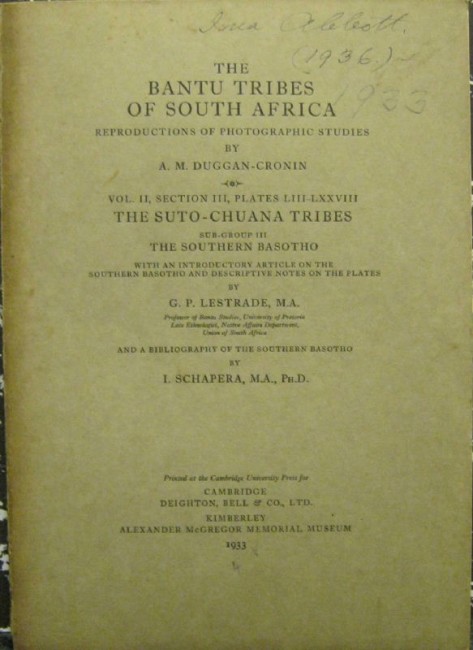 Abbott.
(1936.)
1933
THE
BANTU TRIBES
OF SOUTH AFRICA
REPRODUCTIONS OF PHOTOGRAPHIC STUDIES
BY
A. M. DUGGAN-CRONIN
VOL. II, SECTION III, PLATES LIII-LXXVIII
THE SUTO-CHUANA TRIBES
SUB-GROUP III
THE SOUTHERN BASOTHO
WITH AN INTRODUCTORY ARTICLE ON THE
SOUTHERN BASOTHO AND DESCRIPTIVE NOTES ON THE PLATES
BY
G. P. LESTRADE, M.A.
Professor of Bantu Studies, University of Pretoria
Late Ethnologist, Native Affairs Department,
Union of South Africa
AND A BIBLIOGRAPHY OF THE SOUTHERN BASOTHO
BY
I. SCHAPERA, M.A., PH.D.
Printed at the Cambridge University Press for
CAMBRIDGE
DEIGHTON, BELL & CO., LTD.
KIMBERLEY
ALEXANDER McGREGOR MEMORIAL MUSEUM
1933